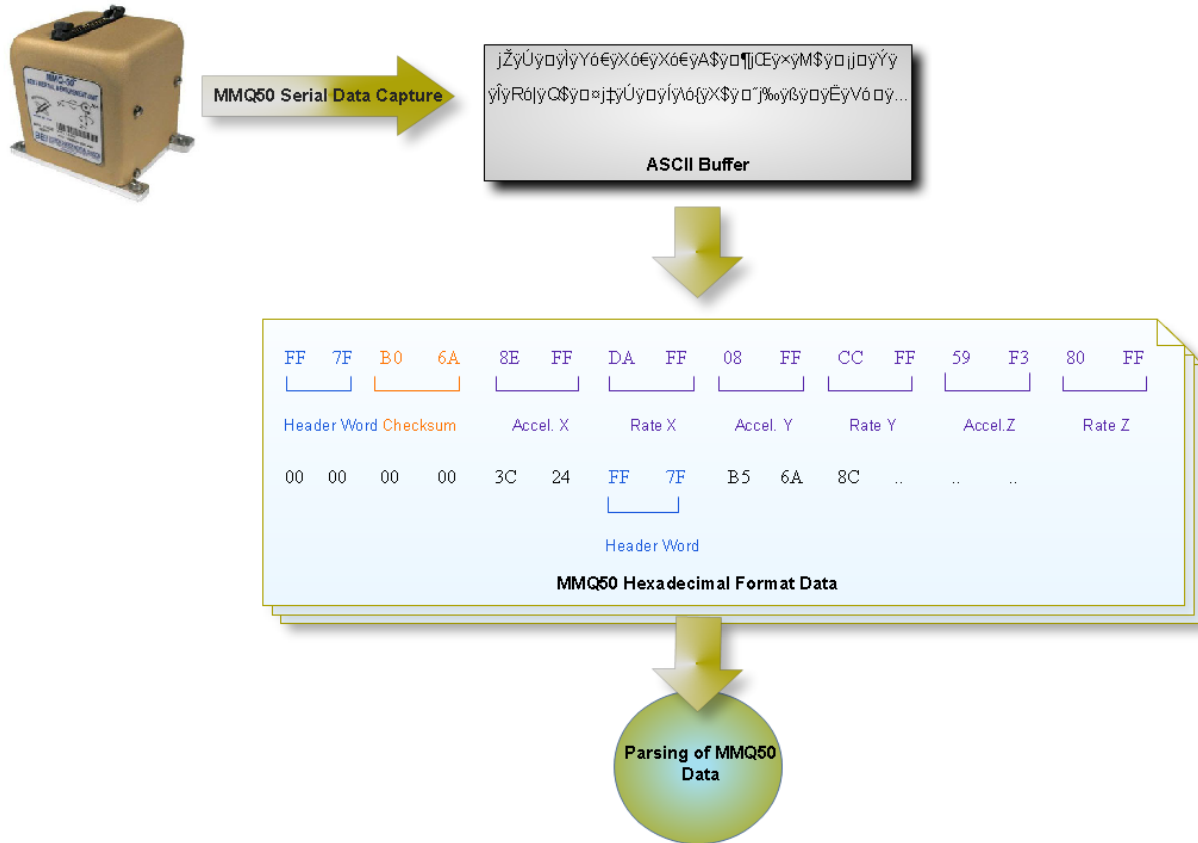 MMQ-50
MMQ50 Serial Data Capture
jŽÿÚÿ□ÿÌÿYó€ÿXó€ÿXó€ÿA$ÿ□¶jŒÿ×ÿM$ÿ□¡j□ÿÝÿ
ÿÎÿRó|ÿQ$ÿ□¤j‡ÿÚÿ□ÿÍÿ\ó{ÿX$ÿ□˜j‰ÿßÿ□ÿËÿVó□ÿ...
ASCII Buffer
FF 7F B0 6A 8E FF DA FF 08 FF CC FF 59 F3 80 FF
Header Word Checksum Accel. X Rate X Accel. Y Rate Y Accel.Z Rate Z
00 00 00 00 3C 24 FF 7F B5 6A 8C .. .. ..
Header Word
MMQ50 Hexadecimal Format Data
Parsing of MMQ50
Data